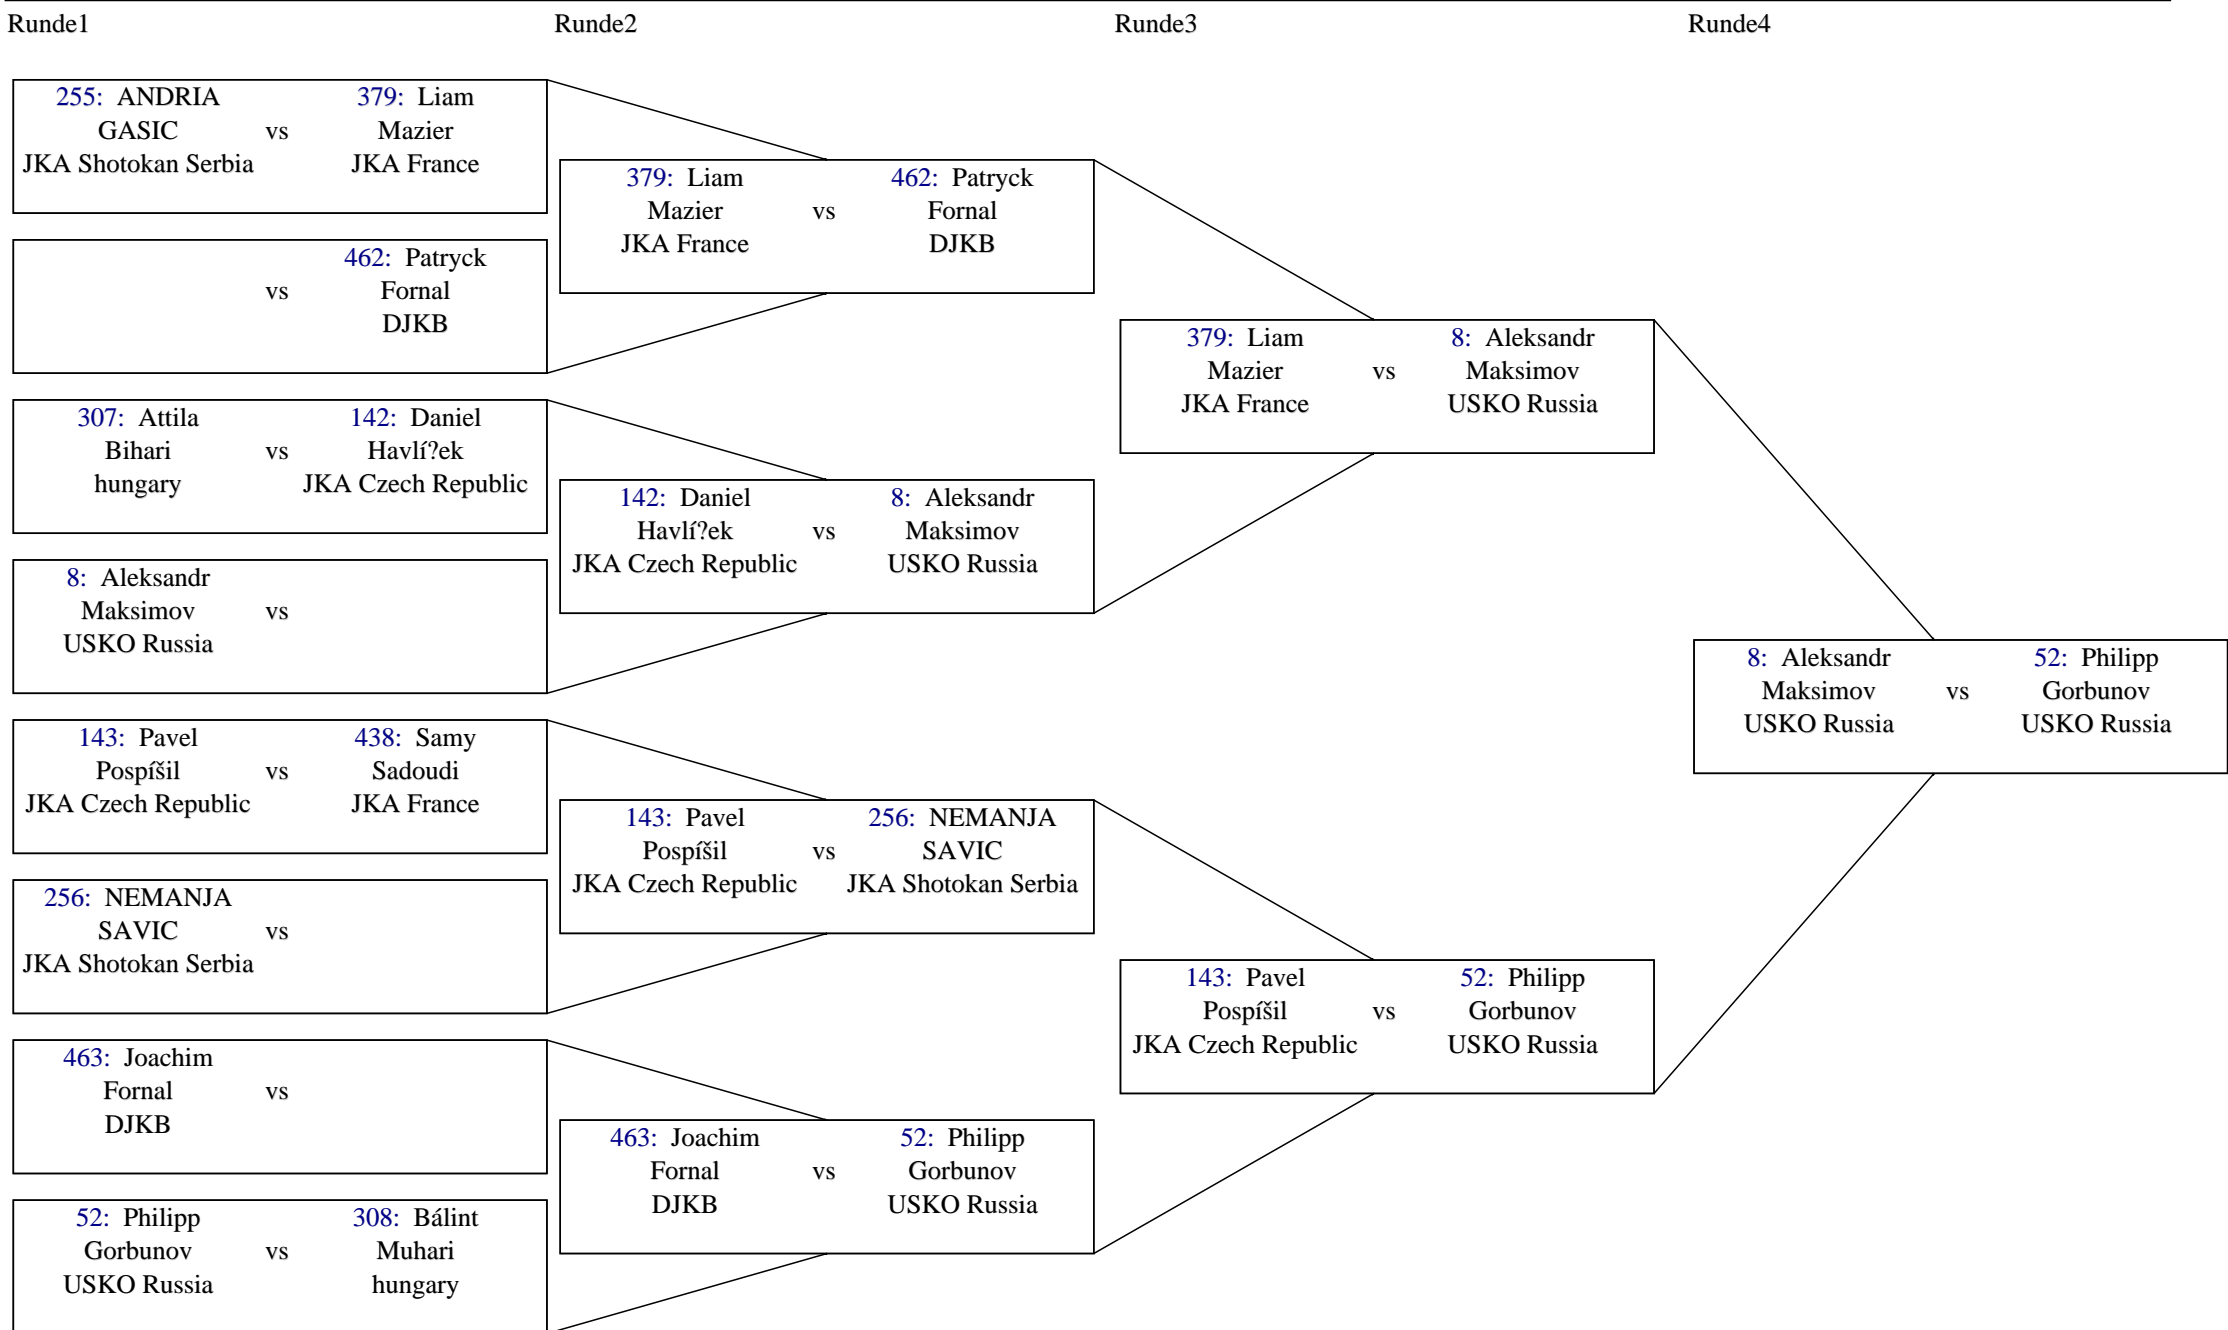 Runde1
Runde2
Runde3
Runde4
255: ANDRIA
GASIC
JKA Shotokan Serbia
vs
379: Liam
Mazier
JKA France
vs
462: Patryck
Fornal
DJKB
307: Attila
Bihari
hungary
vs
142: Daniel
Havlí?ek
JKA Czech Republic
8: Aleksandr
Maksimov
USKO Russia
vs
143: Pavel
Pospíšil
JKA Czech Republic
vs
438: Samy
Sadoudi
JKA France
256: NEMANJA
SAVIC
JKA Shotokan Serbia
vs
463: Joachim
Fornal
DJKB
vs
52: Philipp
Gorbunov
USKO Russia
vs
308: Bálint
Muhari
hungary
379: Liam
Mazier
JKA France
vs
462: Patryck
Fornal
DJKB
142: Daniel
Havlí?ek
JKA Czech Republic
vs
8: Aleksandr
Maksimov
USKO Russia
143: Pavel
Pospíšil
JKA Czech Republic
vs
256: NEMANJA
SAVIC
JKA Shotokan Serbia
463: Joachim
Fornal
DJKB
vs
52: Philipp
Gorbunov
USKO Russia
379: Liam
Mazier
JKA France
vs
8: Aleksandr
Maksimov
USKO Russia
143: Pavel
Pospíšil
JKA Czech Republic
vs
52: Philipp
Gorbunov
USKO Russia
8: Aleksandr
Maksimov
USKO Russia
vs
52: Philipp
Gorbunov
USKO Russia